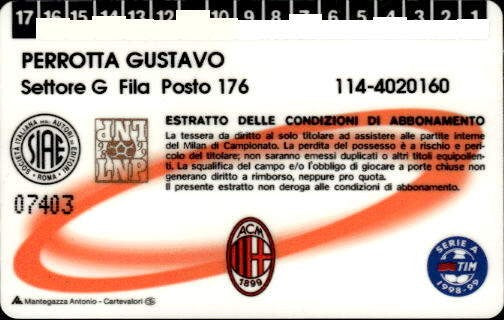 17 16 15 14 13 12 11 10 9 8 7 6 5 4 3 2 1
PERROTTA GUSTAVO
Settore G Fila Posto 176 114-4020160
ESTRATTO DELLE CONDIZIONI DI ABBONAMENTO
La tessera da diritto al solo titolare ad assistere alle partite interne
del Milan di Campionato. La perdita del possesso è a rischio e peri-
colo del titolare; non saranno emessi duplicati o altri titoli equipollen-
ti. La squalifica del campo e/o l'obbligo di giocare a porte chiuse non
generano diritto a rimborso, neppure pro quota.
Il presente estratto non deroga alle condizioni di abbonamento.
SOCIETÀ ITALIANA DEGLI AUTORI ED EDITORI
SIAE
ROMA
LNP
LNP
07403
ACM
1899
SERIE A
TIM
1998-99
Mantegazza Antonio - Cartevalori